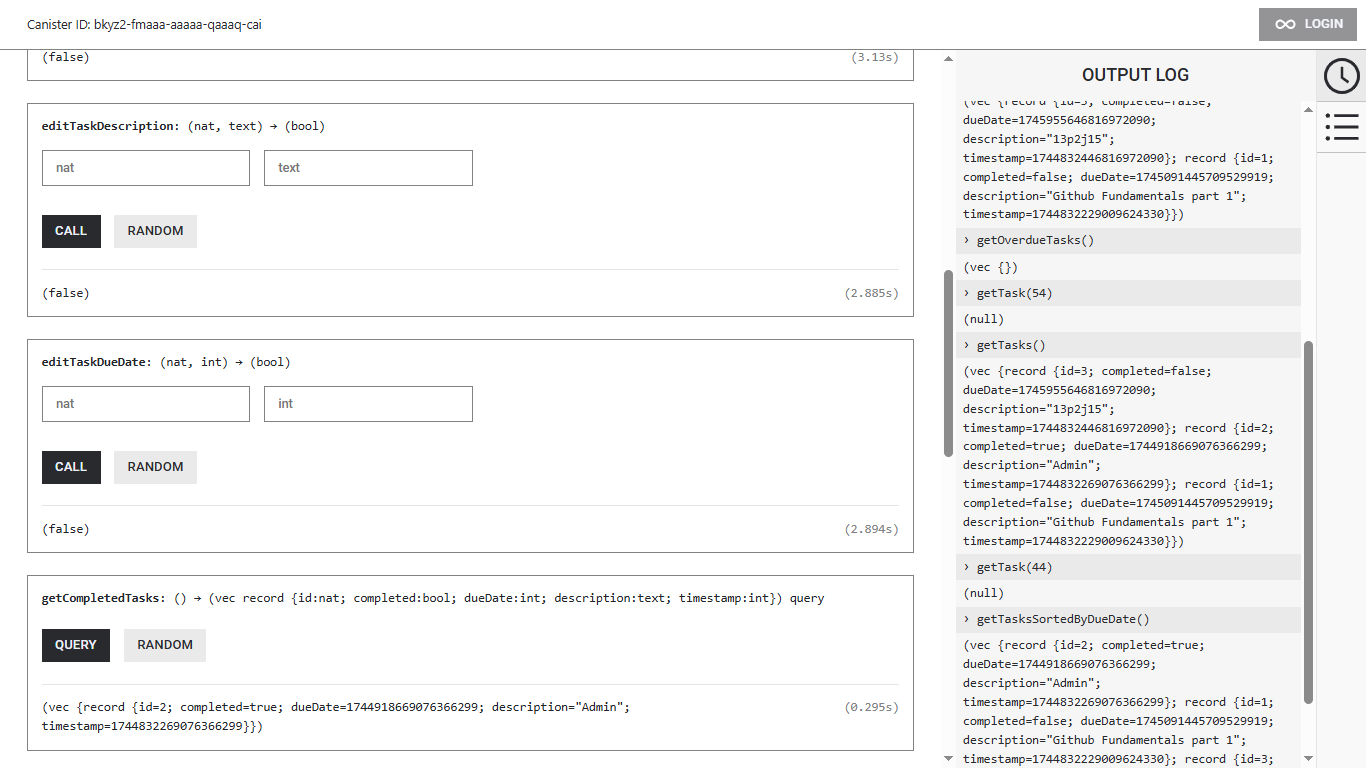 Canister ID: bkyz2-fmaaa-aaaaa-qaaaq-cai
LOGIN
(false)
(3.13s)
editTaskDescription: (nat, text) → (bool)
nat
text
CALL
RANDOM
(false)
(2.885s)
editTaskDueDate: (nat, int) → (bool)
nat
int
CALL
RANDOM
(false)
(2.894s)
getCompletedTasks: () → (vec record {id:nat; completed:bool; dueDate:int; description:text; timestamp:int}) query
QUERY
RANDOM
(vec {record {id=2; completed=true; dueDate=1744918669076366299; description="Admin";
timestamp=1744832269076366299}})
(0.295s)
OUTPUT LOG
(vec {record {id=3; completed=false;
dueDate=1745955646816972090;
description="13p2j15";
timestamp=1744832446816972090}; record {id=1;
completed=false; dueDate=1745091445709529919;
description="Github Fundamentals part 1";
timestamp=1744832229009624330}})
› getOverdueTasks()
(vec {})
› getTask(54)
(null)
› getTasks()
(vec {record {id=3; completed=false;
dueDate=1745955646816972090;
description="13p2j15";
timestamp=1744832446816972090}; record {id=2;
completed=true; dueDate=1744918669076366299;
description="Admin";
timestamp=1744832269076366299}; record {id=1;
completed=false; dueDate=1745091445709529919;
description="Github Fundamentals part 1";
timestamp=1744832229009624330}})
› getTask(44)
(null)
› getTasksSortedByDueDate()
(vec {record {id=2; completed=true;
dueDate=1744918669076366299;
description="Admin";
timestamp=1744832269076366299}; record {id=1;
completed=false; dueDate=1745091445709529919;
description="Github Fundamentals part 1";
timestamp=1744832229009624330}; record {id=3;